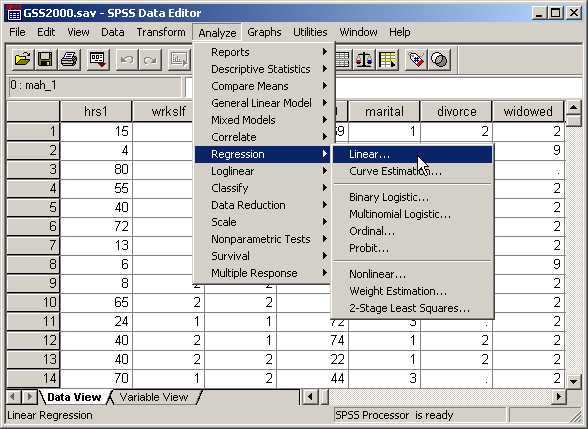 GSS2000.sav - SPSS Data Editor
File Edit View Data Transform Analyze Graphs Utilities Window Help
0 : mah_1
hrs1 wrkslf marital divorce widowed
1 15 39 1 2 2
2 4 9
3 80 .
4 55 2
5 40 2
6 72 2
7 13 2
8 6 9
9 8 2 2
10 65 2 2 2
11 24 1 1 72 3 . 2
12 40 2 1 74 1 2 2
13 40 2 2 22 1 2 2
14 70 1 2 44 3 . 2
Reports
Descriptive Statistics
Compare Means
General Linear Model
Mixed Models
Correlate
Regression
Loglinear
Classify
Data Reduction
Scale
Nonparametric Tests
Survival
Multiple Response
Linear...
Curve Estimation...
Binary Logistic...
Multinomial Logistic...
Ordinal...
Probit...
Nonlinear...
Weight Estimation...
2-Stage Least Squares...
Data View Variable View
Linear Regression SPSS Processor is ready